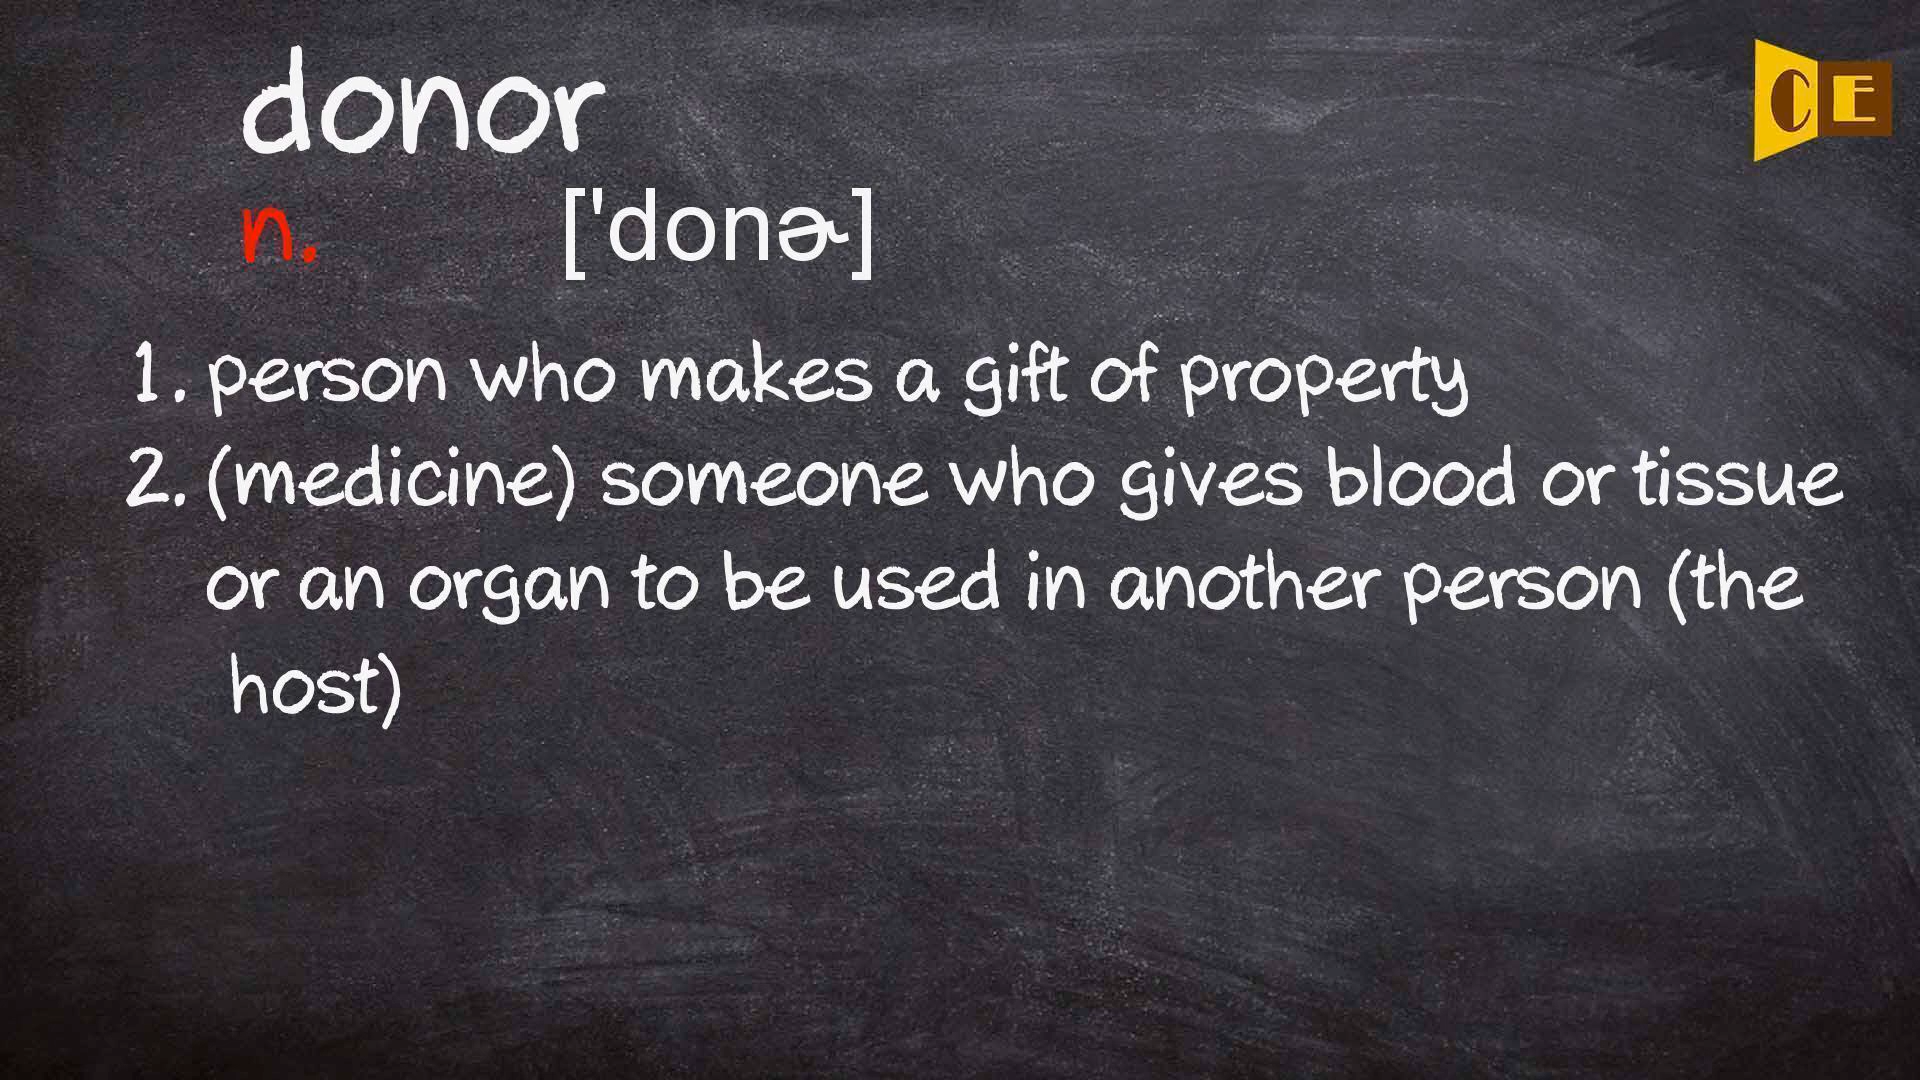 donor
CE
n. ['donɚ]
1. person who makes a gift of property
2. (medicine) someone who gives blood or tissue
or an organ to be used in another person (the
host)